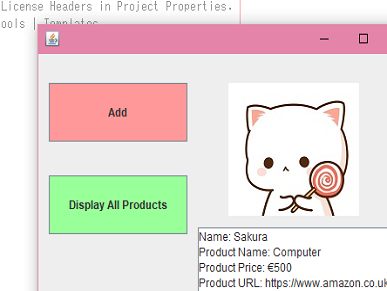 License Headers in Project Properties.
ools | Templates
Add
Display All Products
Name: Sakura
Product Name: Computer
Product Price: €500
Product URL: https://www.amazon.co.uk